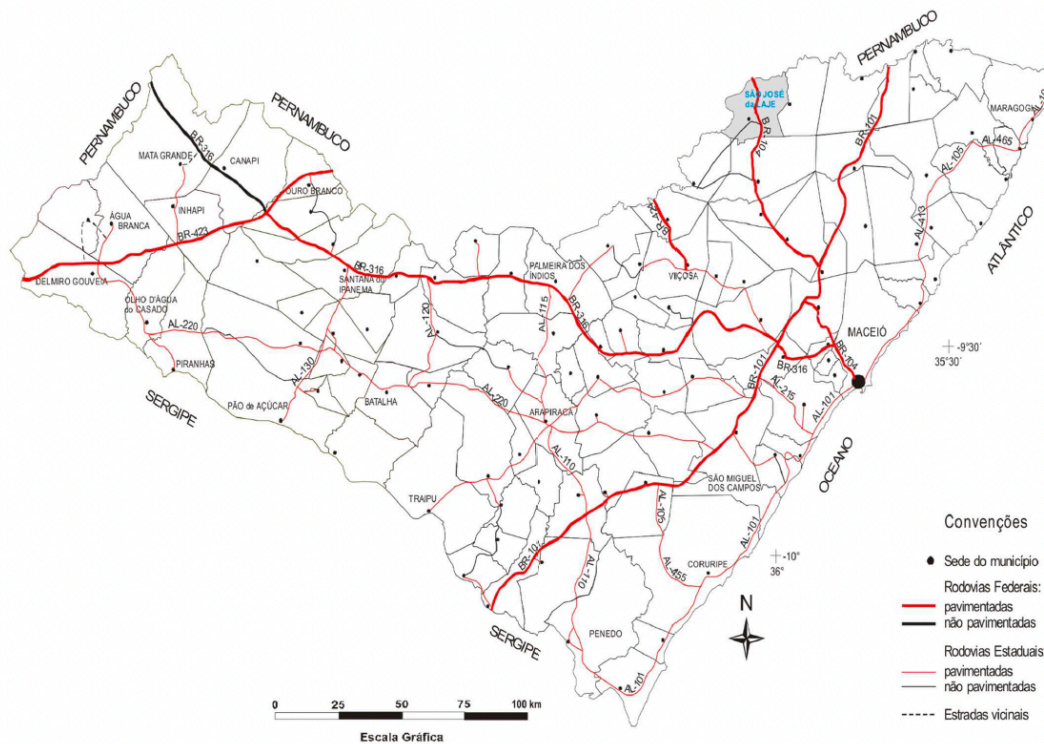 PERNAMBUCO
PERNAMBUCO
PERNAMBUCO
SÃO JOSÉ
da LAJE
BR-104
BR-101
MARAGOGI
AL-465
AL-105
AL-413
ATLÂNTICO
BR-316
MATA GRANDE
CANAPI
OURO BRANCO
INHAPI
ÁGUA
BRANCA
BR-423
DELMIRO GOUVEIA
BR-316
SANTANA do
IPANEMA
PALMEIRA DOS
ÍNDIOS
VIÇOSA
OLHO D'ÁGUA
do CASADO
AL-220
PIRANHAS
AL-120
AL-115
BR-316
MACEIÓ
BR-104
BR-316
-9°30'
35°30'
SERGIPE
AL-130
PÃO de AÇÚCAR
BATALHA
AL-220
ARAPIRACA
BR-101
AL-215
AL-101
OCEANO
AL-110
TRAIPU
SÃO MIGUEL
DOS CAMPOS
AL-105
AL-101
BR-101
AL-110
AL-455
CORURIPE
-10°
36°
SERGIPE
PENEDO
AL-101
N
Convenções
Sede do município
Rodovias Federais:
pavimentadas
não pavimentadas
Rodovias Estaduais:
pavimentadas
não pavimentadas
Estradas vicinais
0 25 50 75 100 km
Escala Gráfica